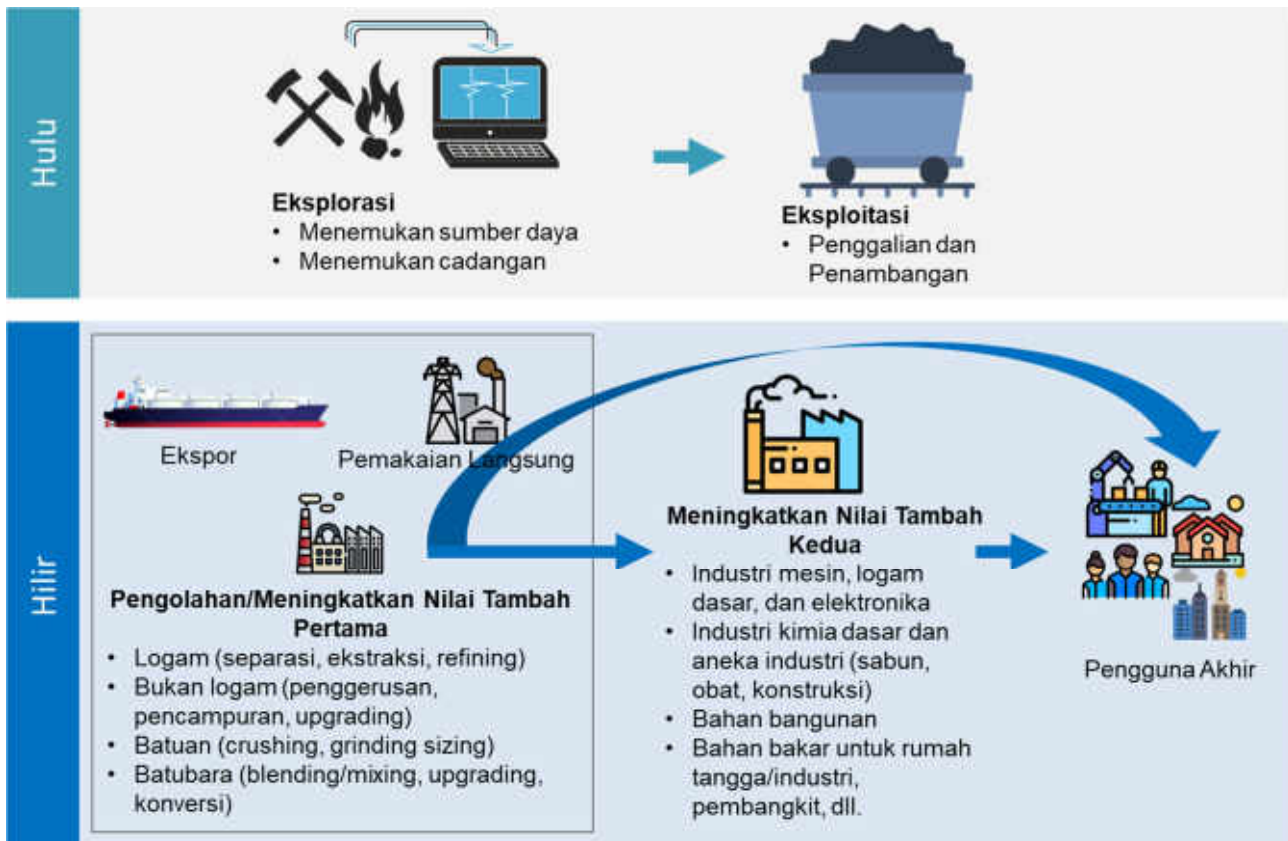 Hulu
Eksplorasi
• Menemukan sumber daya
• Menemukan cadangan
Eksploitasi
• Penggalian dan
Penambangan
Hilir
Ekspor
Pemakaian Langsung
Pengolahan/Meningkatkan Nilai Tambah
Pertama
• Logam (separasi, ekstraksi, refining)
• Bukan logam (penggerusan,
pencampuran, upgrading)
• Batuan (crushing, grinding sizing)
• Batubara (blending/mixing, upgrading,
konversi)
Meningkatkan Nilai Tambah
Kedua
• Industri mesin, logam
dasar, dan elektronika
• Industri kimia dasar dan
aneka industri (sabun,
obat, konstruksi)
• Bahan bangunan
• Bahan bakar untuk rumah
tangga/industri,
pembangkit, dll.
Pengguna Akhir